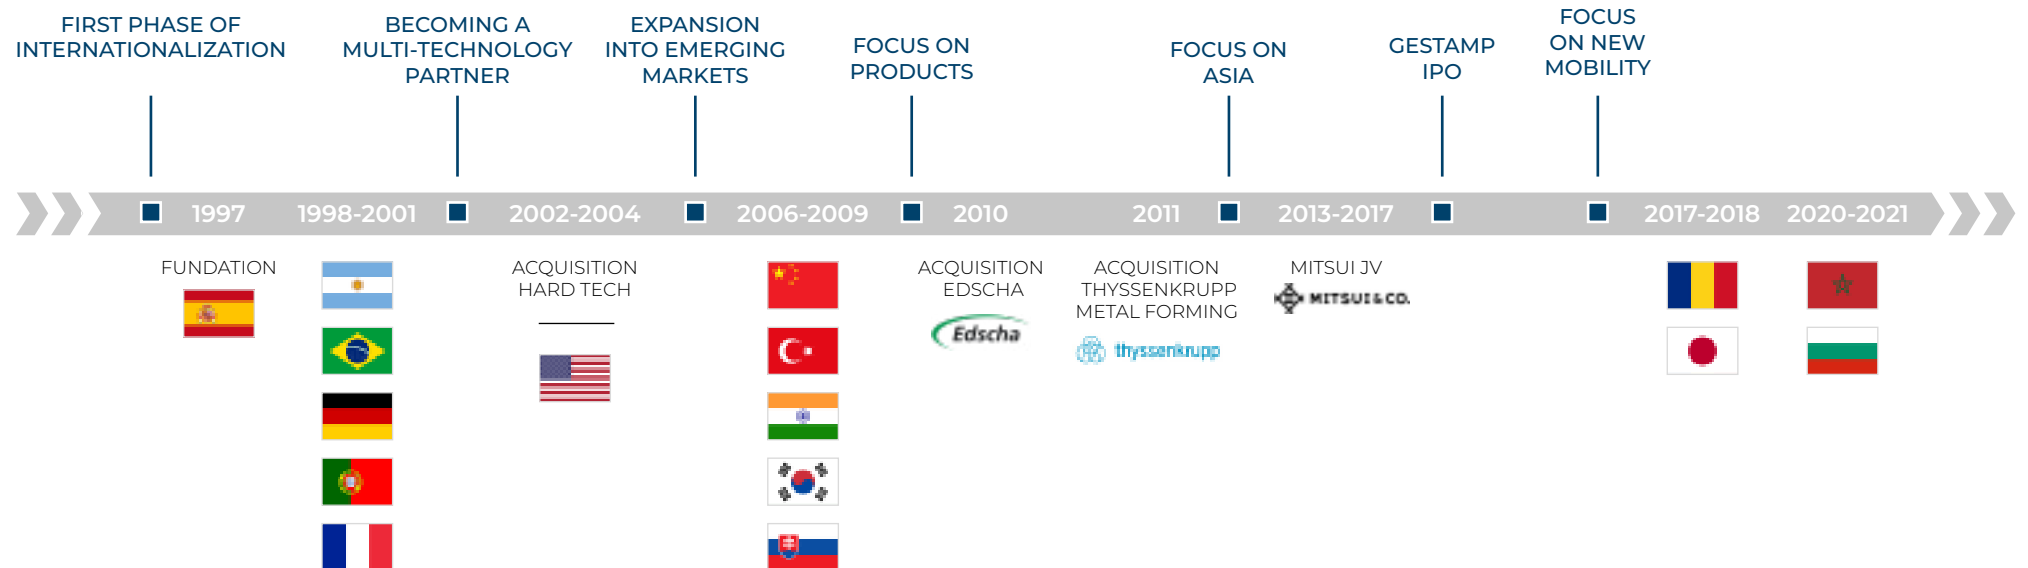 FIRST PHASE OF
INTERNATIONALIZATION
BECOMING A
MULTI-TECHNOLOGY
PARTNER
EXPANSION
INTO EMERGING
MARKETS
FOCUS ON
PRODUCTS
FOCUS ON
ASIA
GESTAMP
IPO
FOCUS
ON NEW
MOBILITY
1997
1998-2001
2002-2004
2006-2009
2010
2011
2013-2017
2017-2018
2020-2021
FUNDATION
ACQUISITION
HARD TECH
ACQUISITION
EDSCHA
Edscha
ACQUISITION
THYSSENKRUPP
METAL FORMING
thyssenkrupp
MITSUI JV
MITSUI & CO.